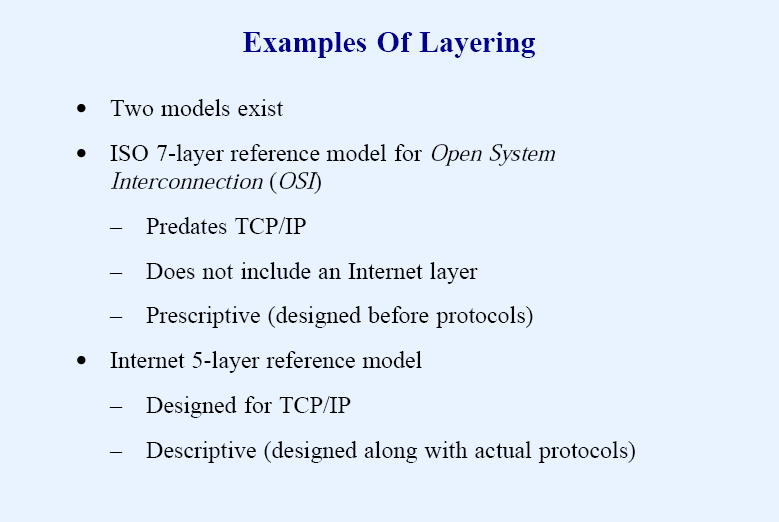 Examples Of Layering
• Two models exist
• ISO 7-layer reference model for Open System
Interconnection (OSI)
– Predates TCP/IP
– Does not include an Internet layer
– Prescriptive (designed before protocols)
• Internet 5-layer reference model
– Designed for TCP/IP
– Descriptive (designed along with actual protocols)